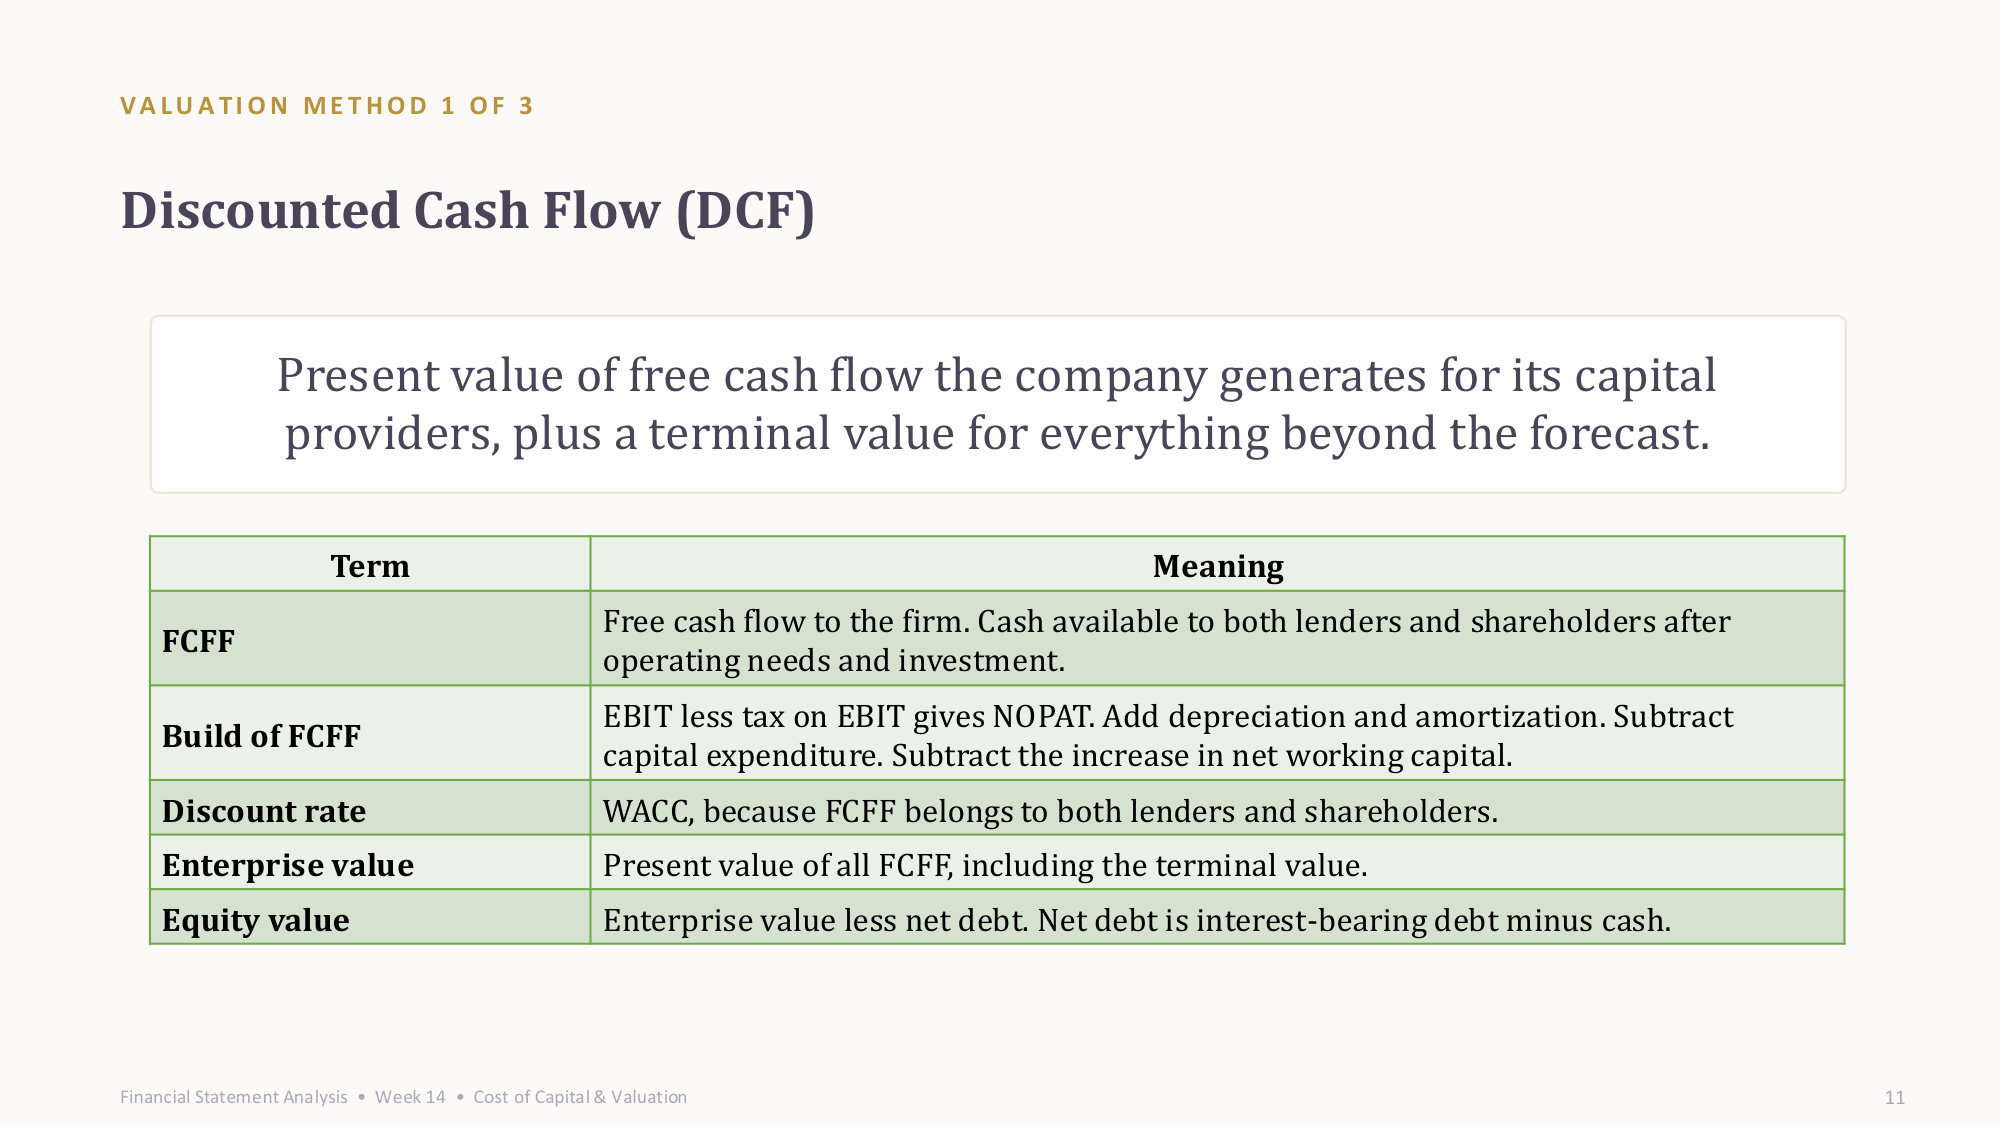 VALUATION METHOD 1 OF 3
Discounted Cash Flow (DCF)
Present value of free cash flow the company generates for its capital
providers, plus a terminal value for everything beyond the forecast.
Term
Meaning
FCFF
Free cash flow to the firm. Cash available to both lenders and shareholders after
operating needs and investment.
Build of FCFF
EBIT less tax on EBIT gives NOPAT. Add depreciation and amortization. Subtract
capital expenditure. Subtract the increase in net working capital.
Discount rate
WACC, because FCFF belongs to both lenders and shareholders.
Enterprise value
Present value of all FCFF, including the terminal value.
Equity value
Enterprise value less net debt. Net debt is interest-bearing debt minus cash.
Financial Statement Analysis • Week 14 • Cost of Capital & Valuation
11